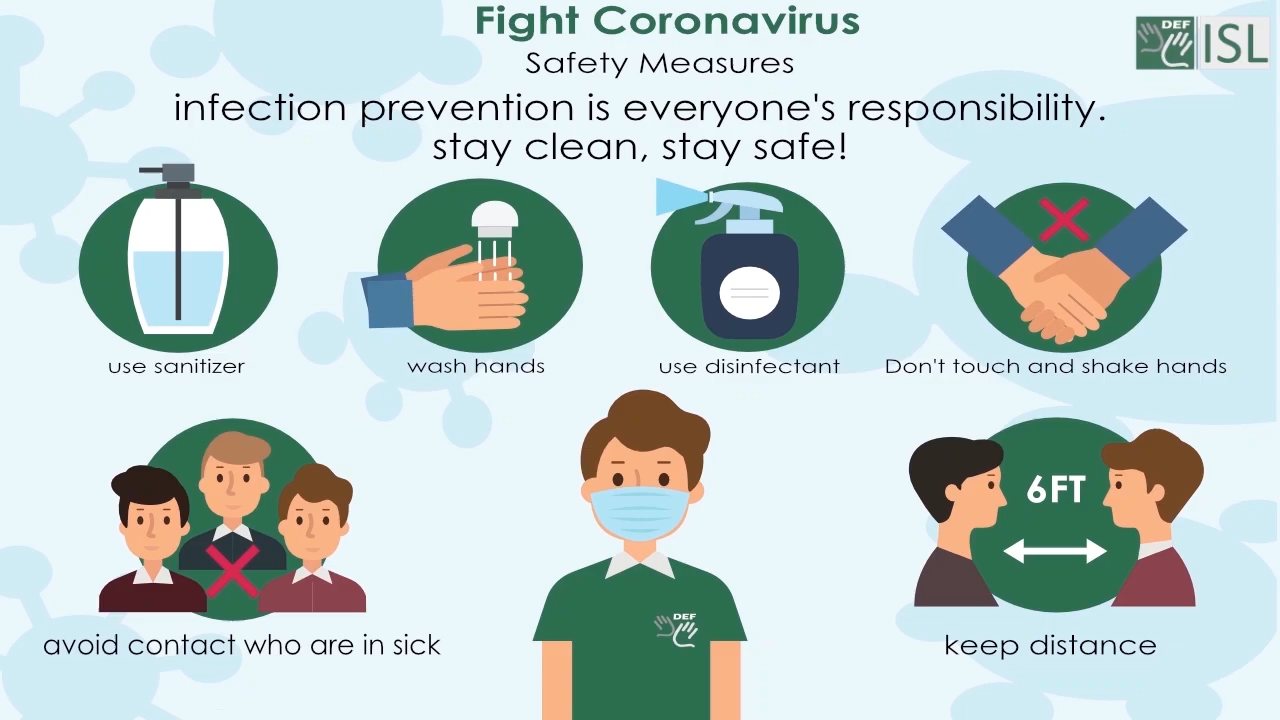 Fight Coronavirus
DEF
ISL
Safety Measures
infection prevention is everyone's responsibility.
stay clean, stay safe!
use sanitizer
wash hands
use disinfectant
Don't touch and shake hands
6FT
DEF
avoid contact who are in sick
keep distance